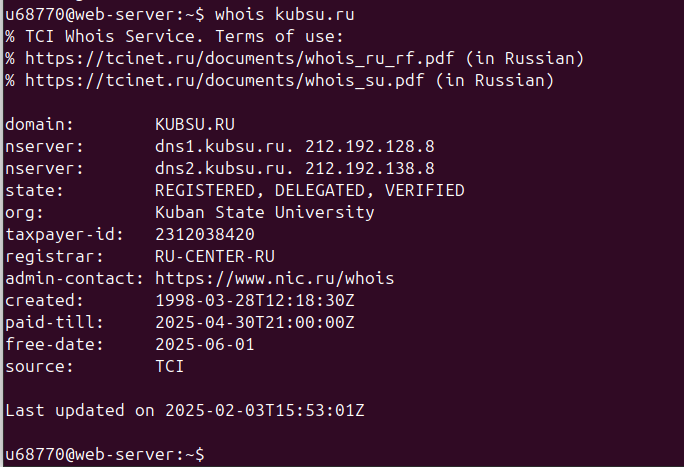 u68770@web-server:~$ whois kubsu.ru
% TCI Whois Service. Terms of use:
% https://tcinet.ru/documents/whois_ru_rf.pdf (in Russian)
% https://tcinet.ru/documents/whois_su.pdf (in Russian)

domain:        KUBSU.RU
nserver:       dns1.kubsu.ru. 212.192.128.8
nserver:       dns2.kubsu.ru. 212.192.138.8
state:         REGISTERED, DELEGATED, VERIFIED
org:           Kuban State University
taxpayer-id:   2312038420
registrar:     RU-CENTER-RU
admin-contact: https://www.nic.ru/whois
created:       1998-03-28T12:18:30Z
paid-till:     2025-04-30T21:00:00Z
free-date:     2025-06-01
source:        TCI

Last updated on 2025-02-03T15:53:01Z

u68770@web-server:~$